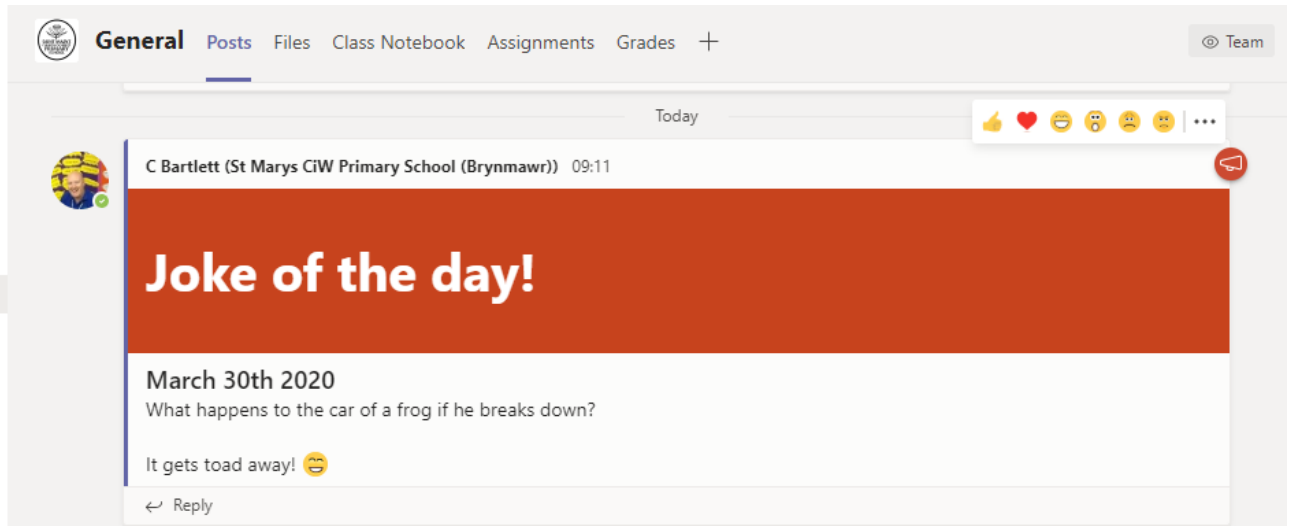 General Posts Files Class Notebook Assignments Grades Team
Today
C Bartlett (St Marys CiW Primary School (Brynmawr)) 09:11
Joke of the day!
March 30th 2020
What happens to the car of a frog if he breaks down?
It gets toad away! 😄
Reply